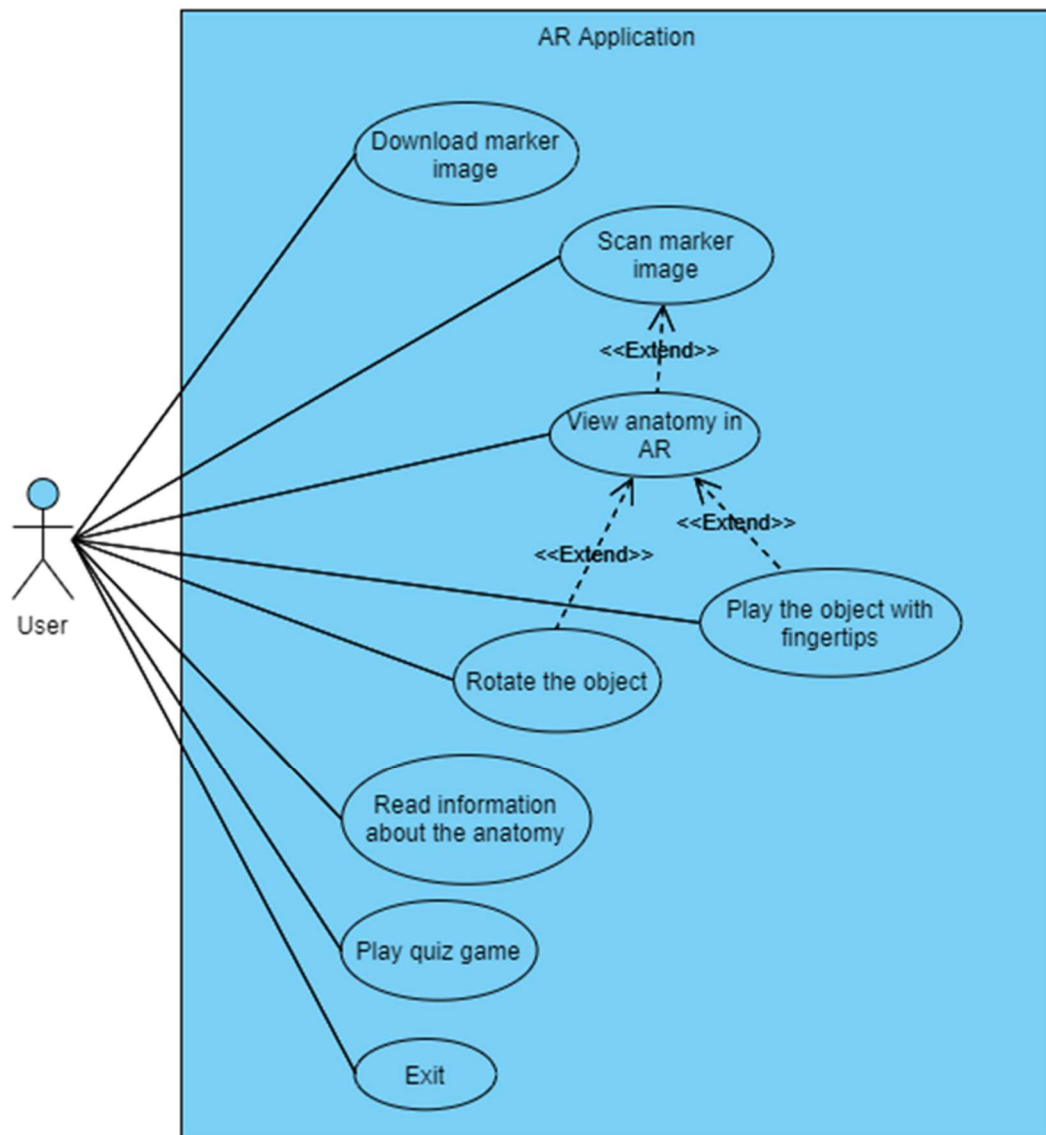 AR Application
Download marker
image
Scan marker
image
<<Extend>>
View anatomy in
AR
<<Extend>>
<<Extend>>
Play the object with
fingertips
User
Rotate the object
Read information
about the anatomy
Play quiz game
Exit